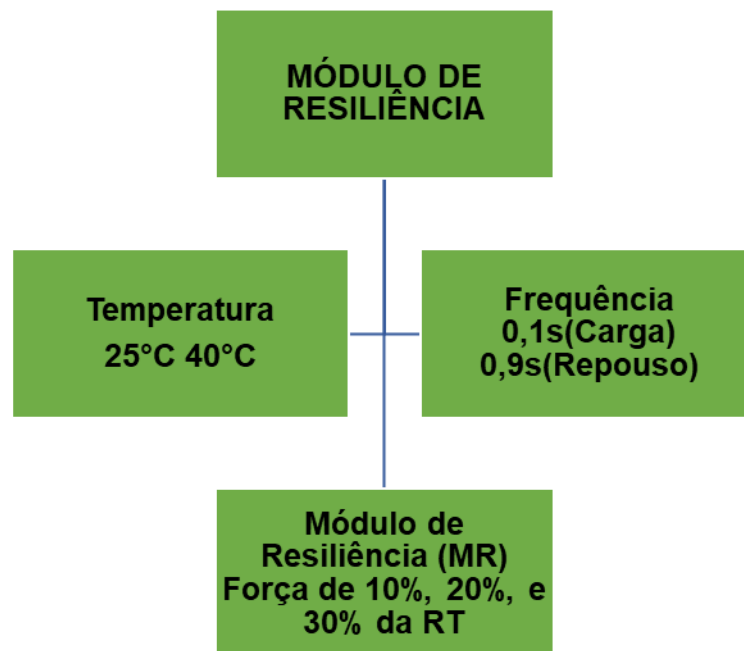 MÓDULO DE
RESILIÊNCIA
Temperatura
25°C 40°C
Frequência
0,1s(Carga)
0,9s(Repouso)
Módulo de
Resiliência (MR)
Força de 10%, 20%, e
30% da RT